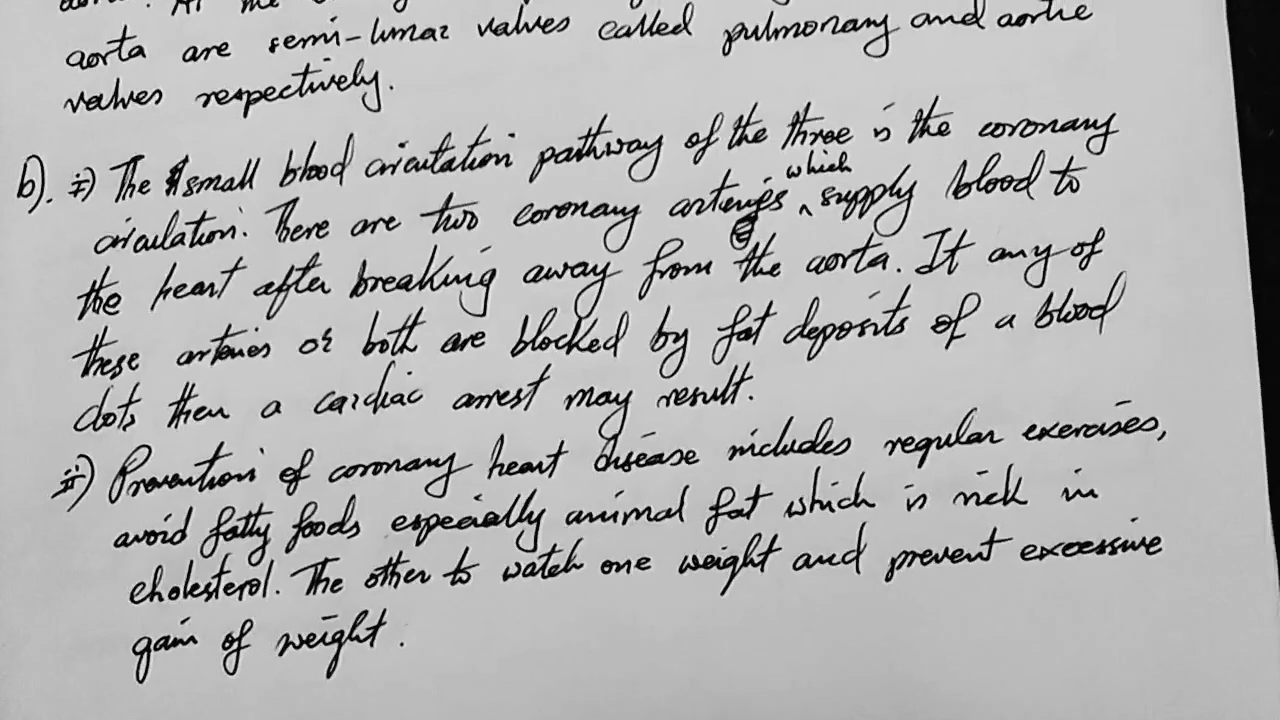 aorta are semi-lunar valves called pulmonary and aortic
valves respectively.
b). i) The small blood circulation pathway of the three is the coronary
circulation. There are two coronary arteries which supply blood to
the heart after breaking away from the aorta. If any of
these arteries or both are blocked by fat deposits of a blood
clots then a cardiac arrest may result.
ii) Prevention of coronary heart disease includes regular exercises,
avoid fatty foods especially animal fat which is rich in
cholesterol. The other to watch one weight and prevent excessive
gain of weight.